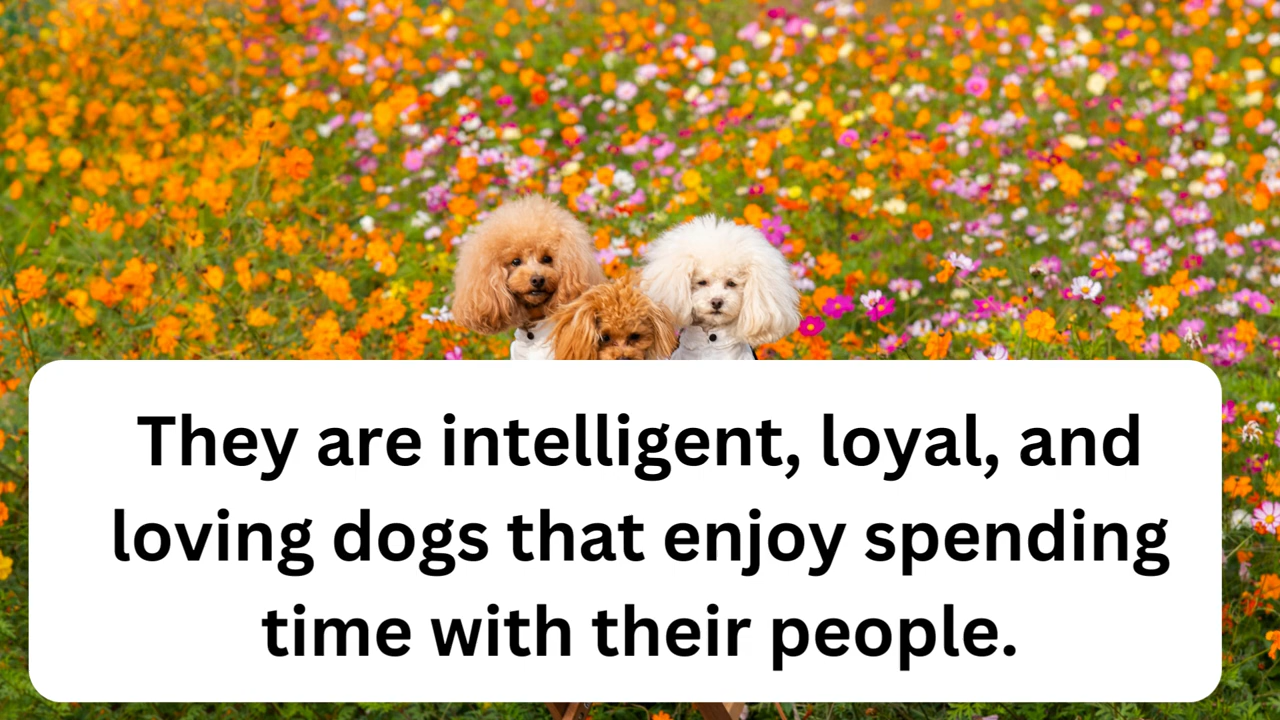 They are intelligent, loyal, and
loving dogs that enjoy spending
time with their people.